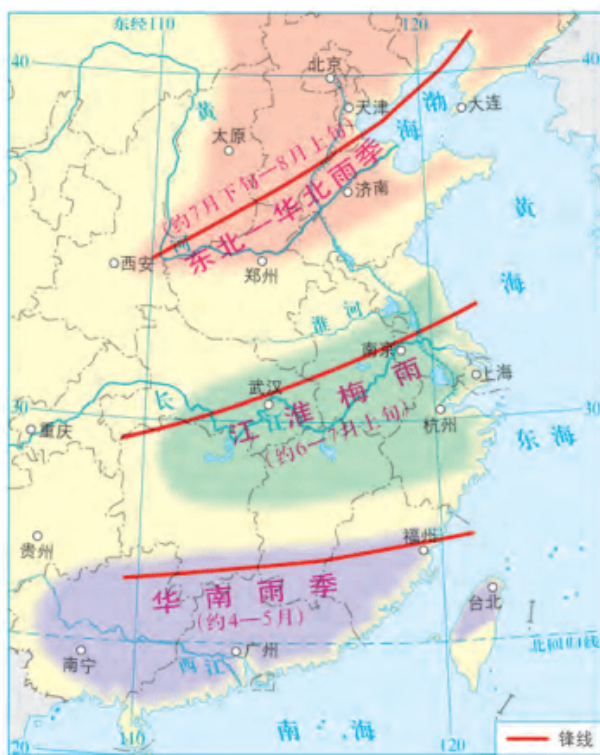 东经110
120
40
40
北京
天津
渤
海
大连
黄
太原
(约7月下旬—8月上旬)
东北—华北雨季
济南
黄
海
河
西安
郑州
淮河
南京
上海
长
武汉
江
江淮梅雨
(约6—7月上旬)
30
30
重庆
杭州
东海
贵州
福州
华南雨季
(约4—5月)
台北
北回归线
南宁
广州
西江
20
110
120
南海
锋线